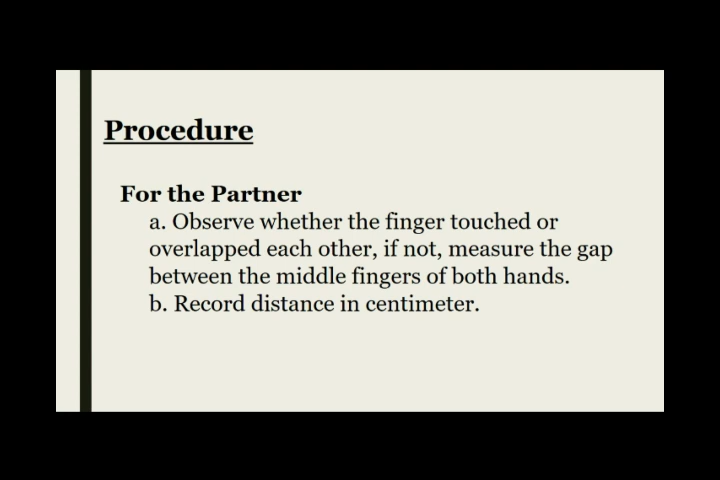 Procedure
For the Partner
a. Observe whether the finger touched or
overlapped each other, if not, measure the gap
between the middle fingers of both hands.
b. Record distance in centimeter.